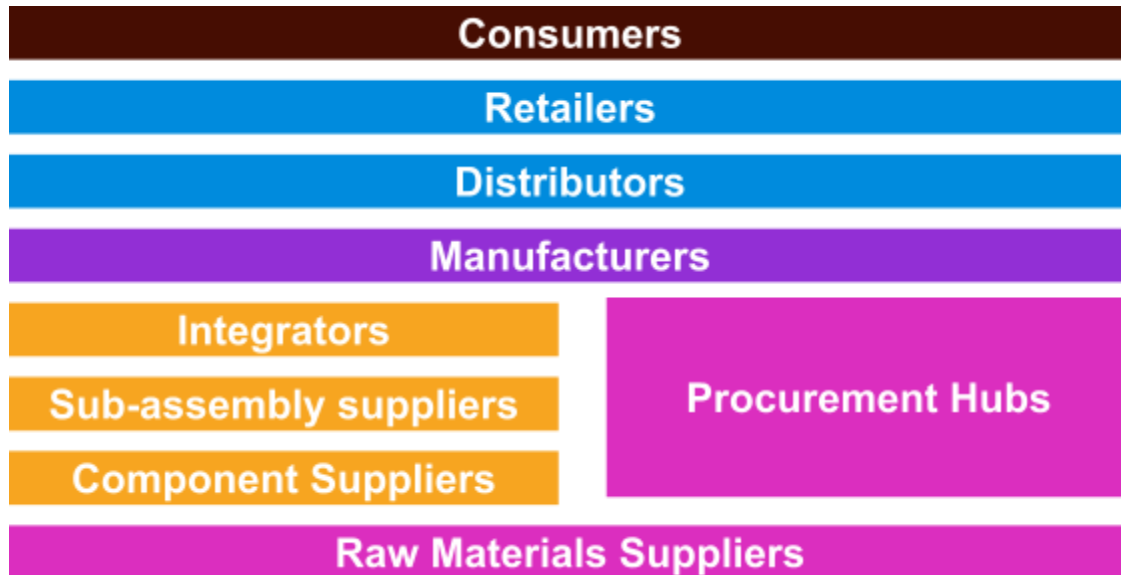 Consumers
Retailers
Distributors
Manufacturers
Integrators
Sub-assembly suppliers
Component Suppliers
Procurement Hubs
Raw Materials Suppliers